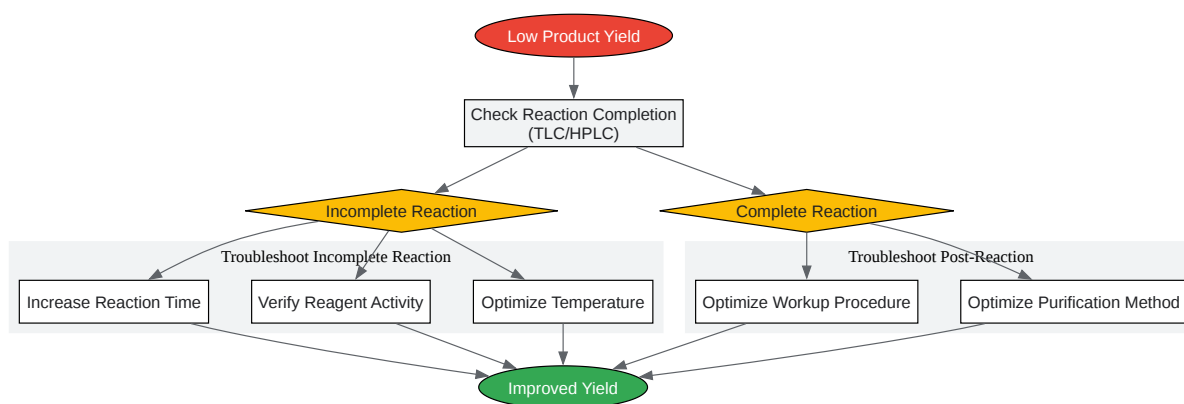 Low Product Yield
Check Reaction Completion
(TLC/HPLC)
Incomplete Reaction
Complete Reaction
Troubleshoot Incomplete Reaction
Troubleshoot Post-Reaction
Increase Reaction Time
Verify Reagent Activity
Optimize Temperature
Optimize Workup Procedure
Optimize Purification Method
Improved Yield